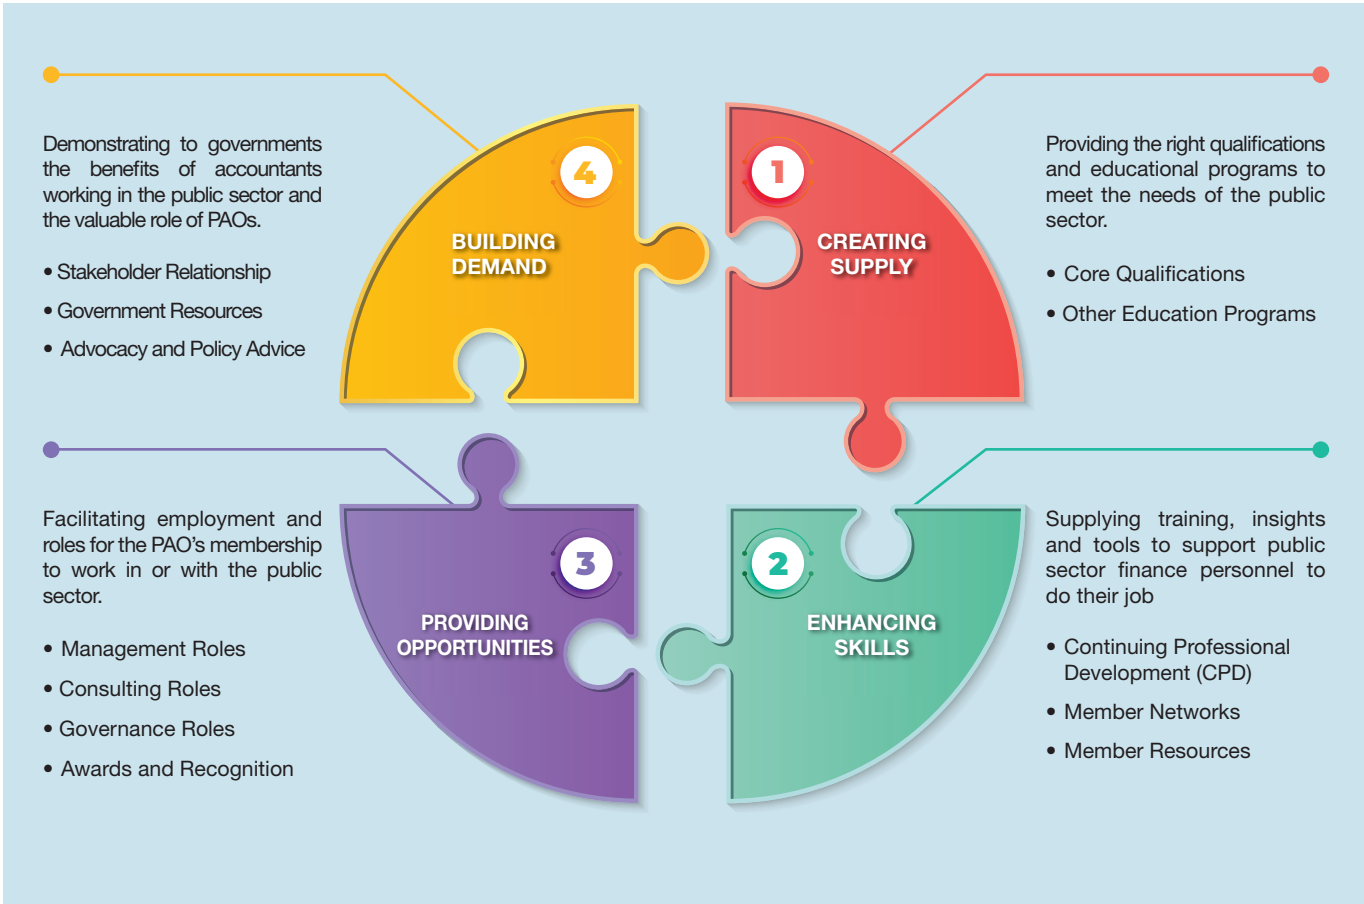 Demonstrating to governments
the benefits of accountants
working in the public sector and
the valuable role of PAOs.
• Stakeholder Relationship
• Government Resources
• Advocacy and Policy Advice
4
BUILDING
DEMAND
1
CREATING
SUPPLY
Providing the right qualifications
and educational programs to
meet the needs of the public
sector.
• Core Qualifications
• Other Education Programs
Facilitating employment and
roles for the PAO’s membership
to work in or with the public
sector.
• Management Roles
• Consulting Roles
• Governance Roles
• Awards and Recognition
3
PROVIDING
OPPORTUNITIES
2
ENHANCING
SKILLS
Supplying training, insights
and tools to support public
sector finance personnel to
do their job
• Continuing Professional
Development (CPD)
• Member Networks
• Member Resources